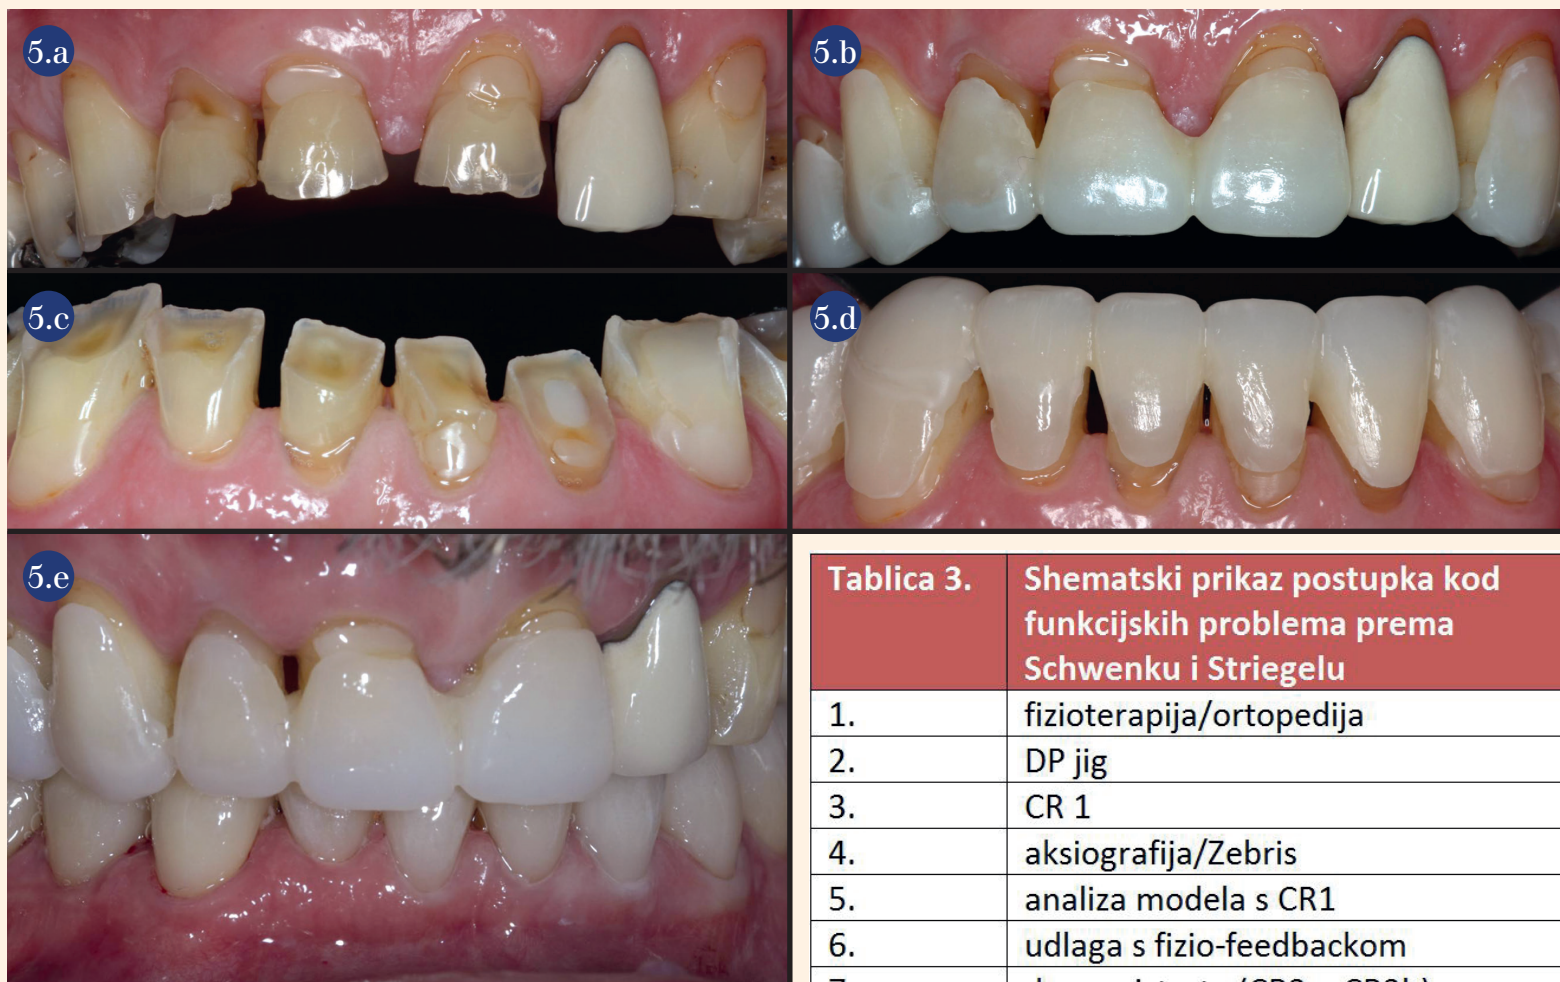 5.a
5.b
5.c
5.d
5.e
Tablica 3.
Shematski prikaz postupka kod
funkcijskih problema prema
Schwenku i Striegelu
1. fizioterapija/ortopedija
2. DP jig
3. CR 1
4. aksiografija/Zebris
5. analiza modela s CR1
6. udlaga s fizio-feedbackom